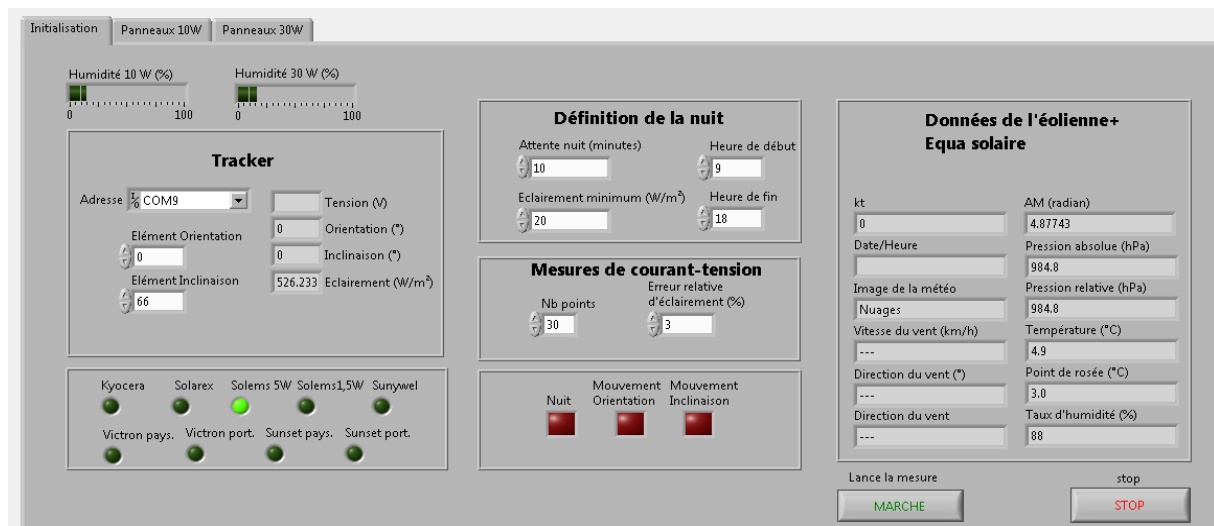 Initialisation Panneaux 10W Panneaux 30W
Humidité 10 W (%) Humidité 30 W (%)
0 100 0 100
Tracker
Adresse I/O COM9
Elément Orientation
0
Elément Inclinaison
66
Tension (V)
0 Orientation (°)
0 Inclinaison (°)
526.233 Eclairement (W/m²)
Kyocera Solarex Solems 5W Solems1,5W Sunywel
Victron pays. Victron port. Sunset pays. Sunset port.
Définition de la nuit
Attente nuit (minutes) Heure de début
10 9
Eclairement minimum (W/m²) Heure de fin
20 18
Mesures de courant-tension
Nb points Erreur relative
d'éclairement (%)
30 3
Nuit Mouvement Orientation Mouvement Inclinaison
Données de l'éolienne+
Equa solaire
kt AM (radian)
0 4.87743
Date/Heure Pression absolue (hPa)
984.8
Image de la météo Pression relative (hPa)
Nuages 984.8
Vitesse du vent (km/h) Température (°C)
--- 4.9
Direction du vent (°) Point de rosée (°C)
--- 3.0
Direction du vent Taux d'humidité (%)
--- 88
Lance la mesure stop
MARCHE STOP